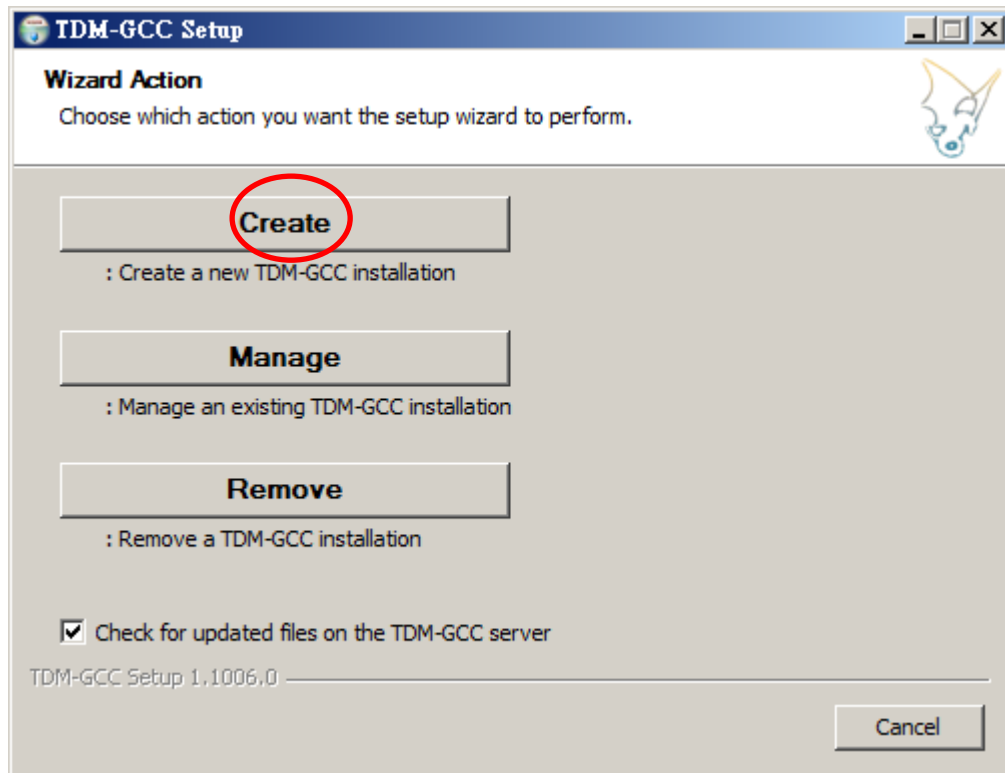 TDM-GCC Setup
Wizard Action
Choose which action you want the setup wizard to perform.
Create
: Create a new TDM-GCC installation
Manage
: Manage an existing TDM-GCC installation
Remove
: Remove a TDM-GCC installation
Check for updated files on the TDM-GCC server
TDM-GCC Setup 1.1006.0
Cancel